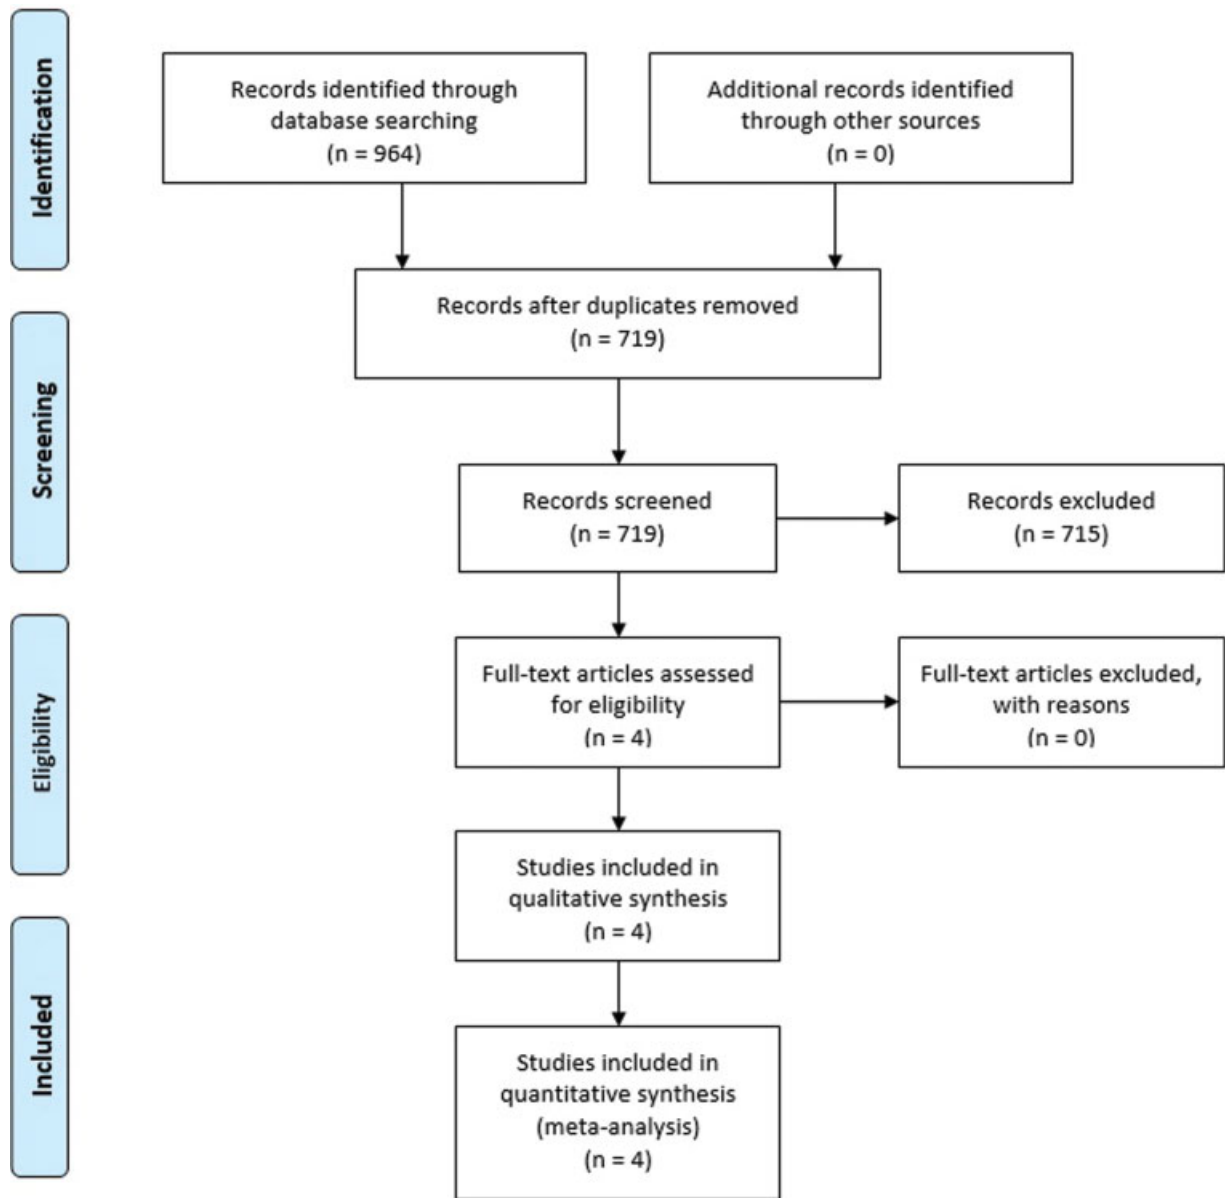 Identification
Records identified through
database searching
(n = 964)
Additional records identified
through other sources
(n = 0)
Records after duplicates removed
(n = 719)
Screening
Records screened
(n = 719)
Records excluded
(n = 715)
Eligibility
Full-text articles assessed
for eligibility
(n = 4)
Full-text articles excluded,
with reasons
(n = 0)
Studies included in
qualitative synthesis
(n = 4)
Included
Studies included in
quantitative synthesis
(meta-analysis)
(n = 4)